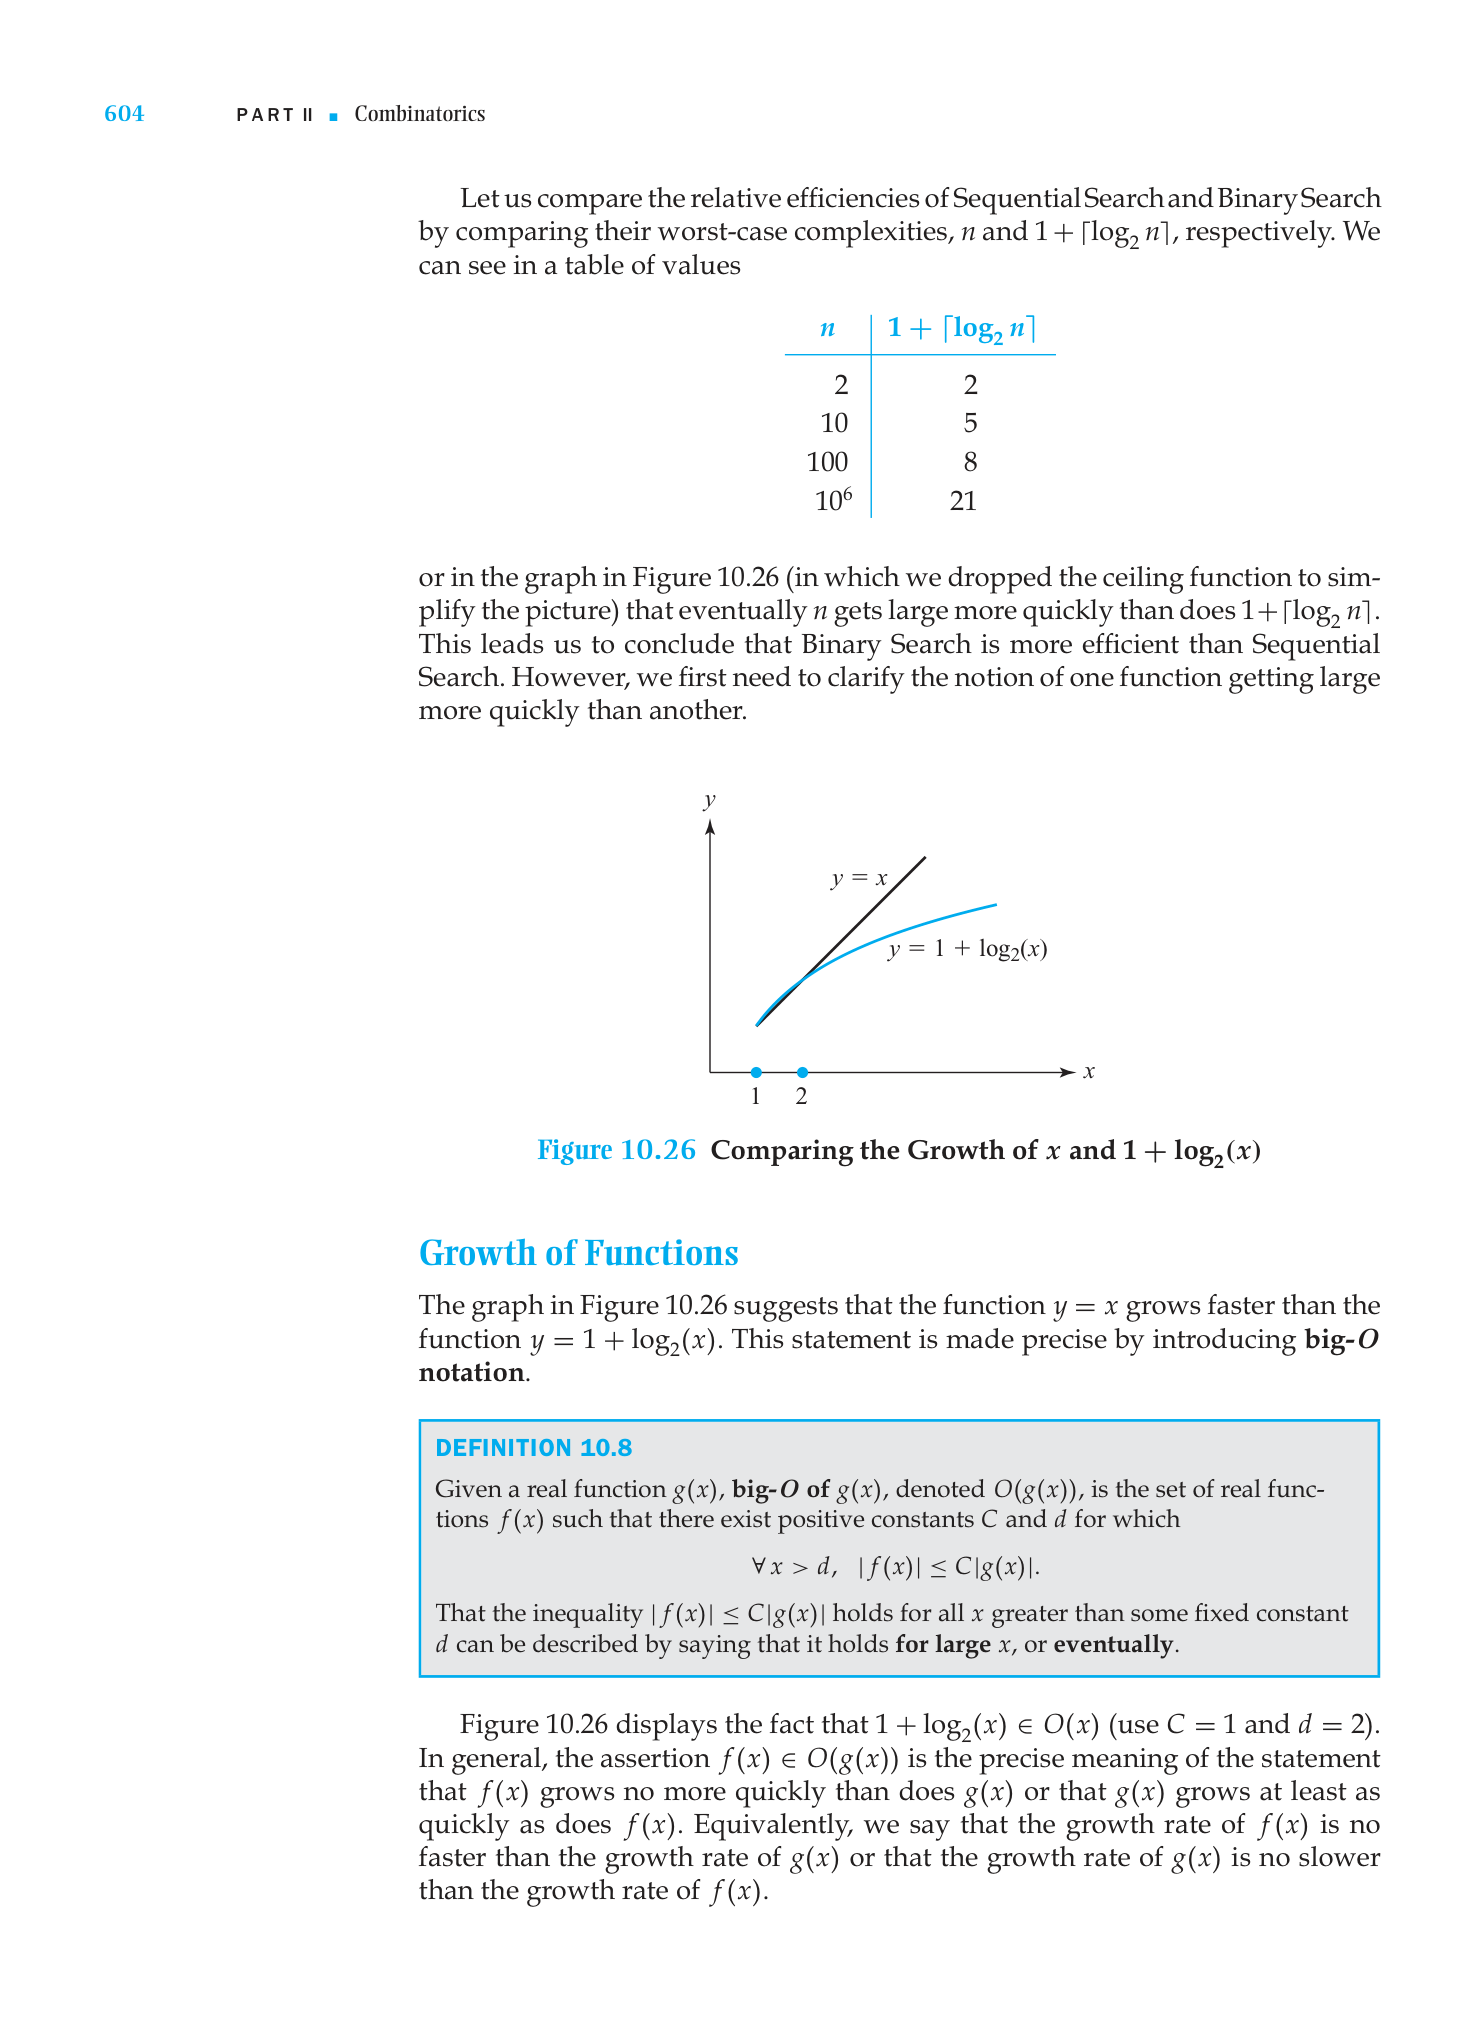 604 PART II ▪ Combinatorics
Let us compare the relative efficiencies of Sequential Search and Binary Search
by comparing their worst-case complexities, n and 1 + ⌈log₂ n⌉, respectively. We
can see in a table of values
n 1 + ⌈log₂ n⌉
2 2
10 5
100 8
10⁶ 21
or in the graph in Figure 10.26 (in which we dropped the ceiling function to sim-
plify the picture) that eventually n gets large more quickly than does 1+⌈log₂ n⌉.
This leads us to conclude that Binary Search is more efficient than Sequential
Search. However, we first need to clarify the notion of one function getting large
more quickly than another.
y
y = x
y = 1 + log₂(x)
x
1 2
Figure 10.26 Comparing the Growth of x and 1 + log₂(x)
Growth of Functions
The graph in Figure 10.26 suggests that the function y = x grows faster than the
function y = 1 + log₂(x). This statement is made precise by introducing big-O
notation.
DEFINITION 10.8
Given a real function g(x), big-O of g(x), denoted O(g(x)), is the set of real func-
tions f(x) such that there exist positive constants C and d for which
∀ x > d, |f(x)| ≤ C|g(x)|.
That the inequality |f(x)| ≤ C|g(x)| holds for all x greater than some fixed constant
d can be described by saying that it holds for large x, or eventually.
Figure 10.26 displays the fact that 1 + log₂(x) ∈ O(x) (use C = 1 and d = 2).
In general, the assertion f(x) ∈ O(g(x)) is the precise meaning of the statement
that f(x) grows no more quickly than does g(x) or that g(x) grows at least as
quickly as does f(x). Equivalently, we say that the growth rate of f(x) is no
faster than the growth rate of g(x) or that the growth rate of g(x) is no slower
than the growth rate of f(x).